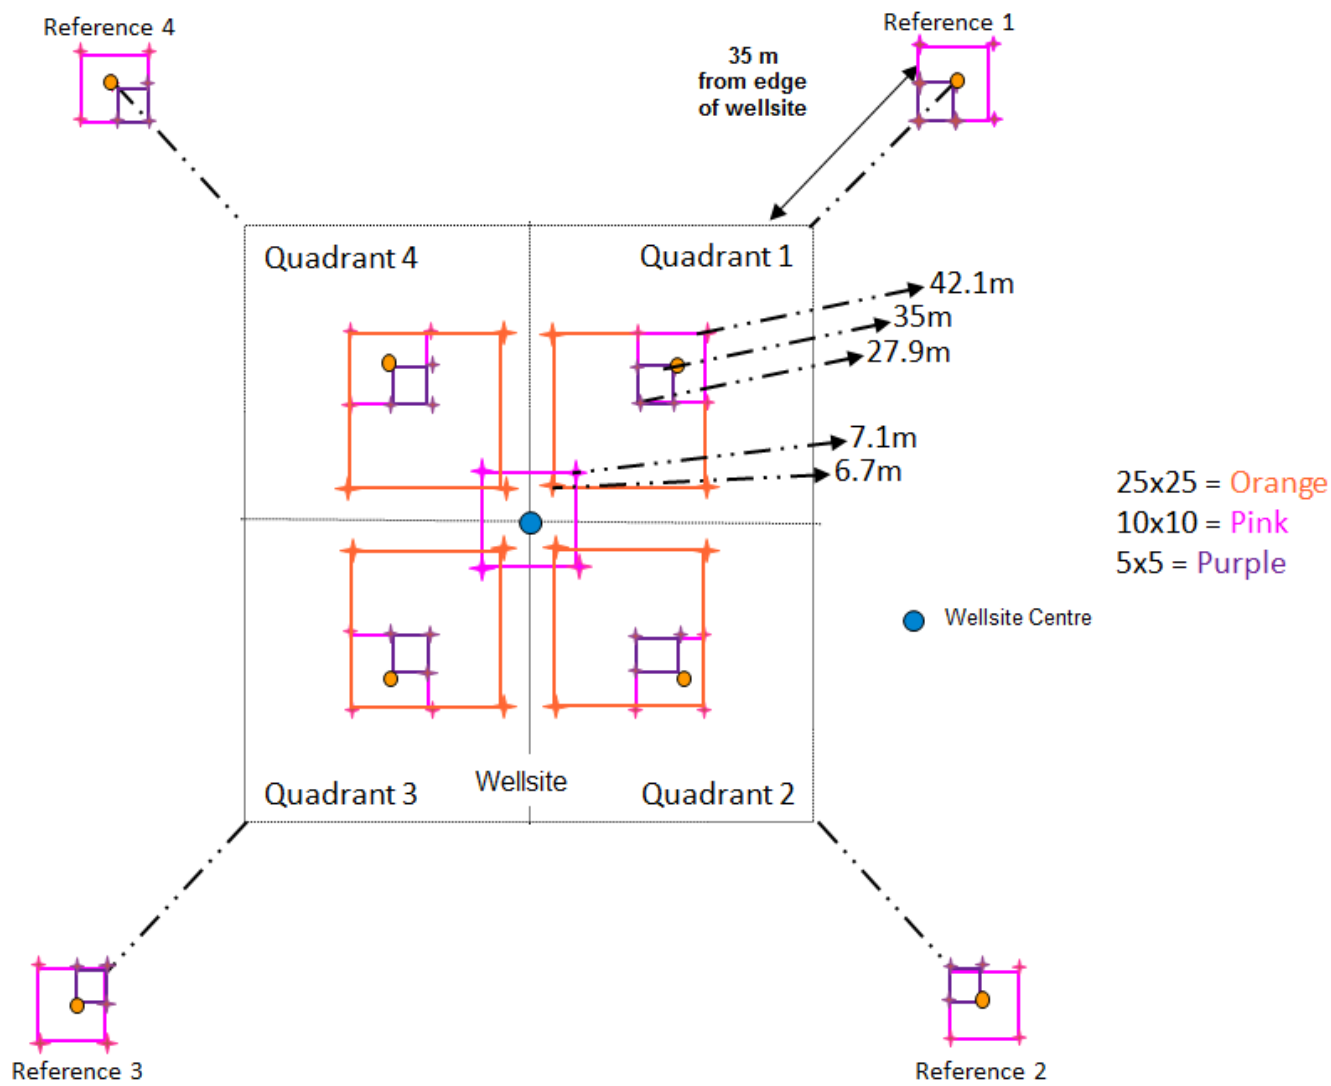 Reference 4
Reference 1
35 m
from edge
of wellsite
Quadrant 4
Quadrant 1
42.1m
35m
27.9m
7.1m
6.7m
25x25 = Orange
10x10 = Pink
5x5 = Purple
Wellsite Centre
Wellsite
Quadrant 3
Quadrant 2
Reference 3
Reference 2